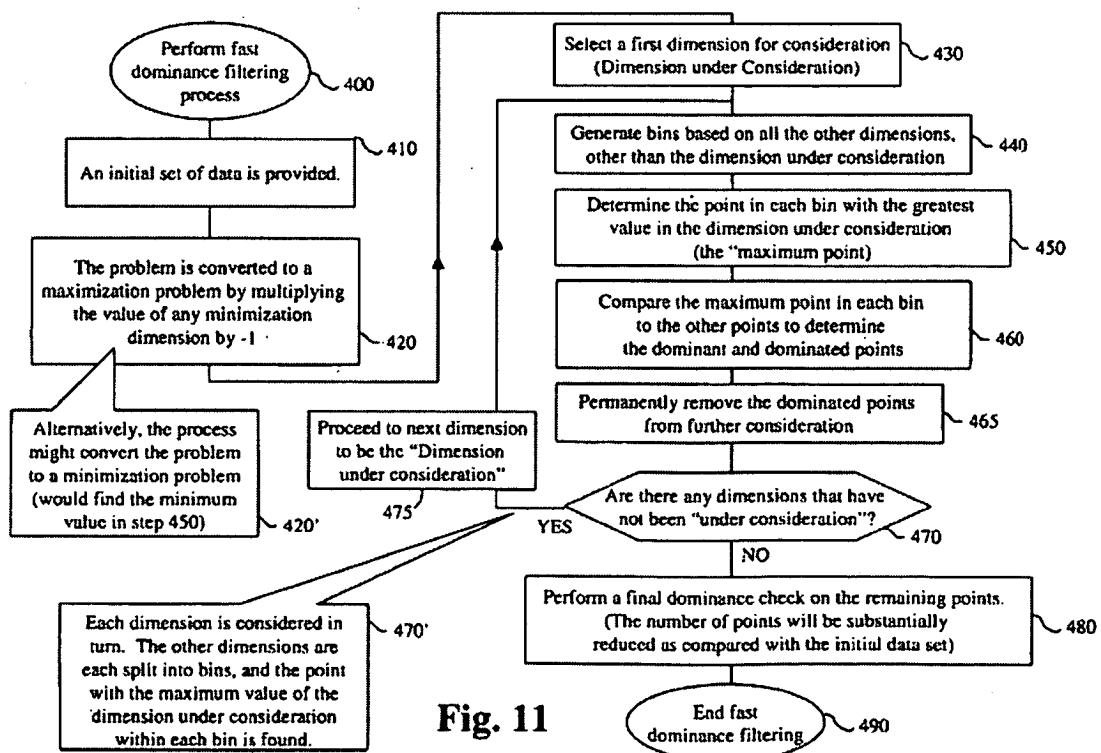 Perform fast
dominance filtering
process
400
410
An initial set of data is provided.
The problem is converted to a
maximization problem by multiplying
the value of any minimization
dimension by -1
420
Alternatively, the process
might convert the problem
to a minimization problem
(would find the minimum
value in step 450)
420'
Select a first dimension for consideration
(Dimension under Consideration)
430
Generate bins based on all the other dimensions,
other than the dimension under consideration
440
Determine the point in each bin with the greatest
value in the dimension under consideration
(the "maximum point)
450
Compare the maximum point in each bin
to the other points to determine
the dominant and dominated points
460
Permanently remove the dominated points
from further consideration
465
Proceed to next dimension
to be the "Dimension
under consideration"
475
Are there any dimensions that have
not been "under consideration"?
470
YES
NO
Each dimension is considered in
turn. The other dimensions are
each split into bins, and the point
with the maximum value of the
dimension under consideration
within each bin is found.
470'
Perform a final dominance check on the remaining points.
(The number of points will be substantially
reduced as compared with the initial data set)
480
End fast
dominance filtering
490
Fig. 11